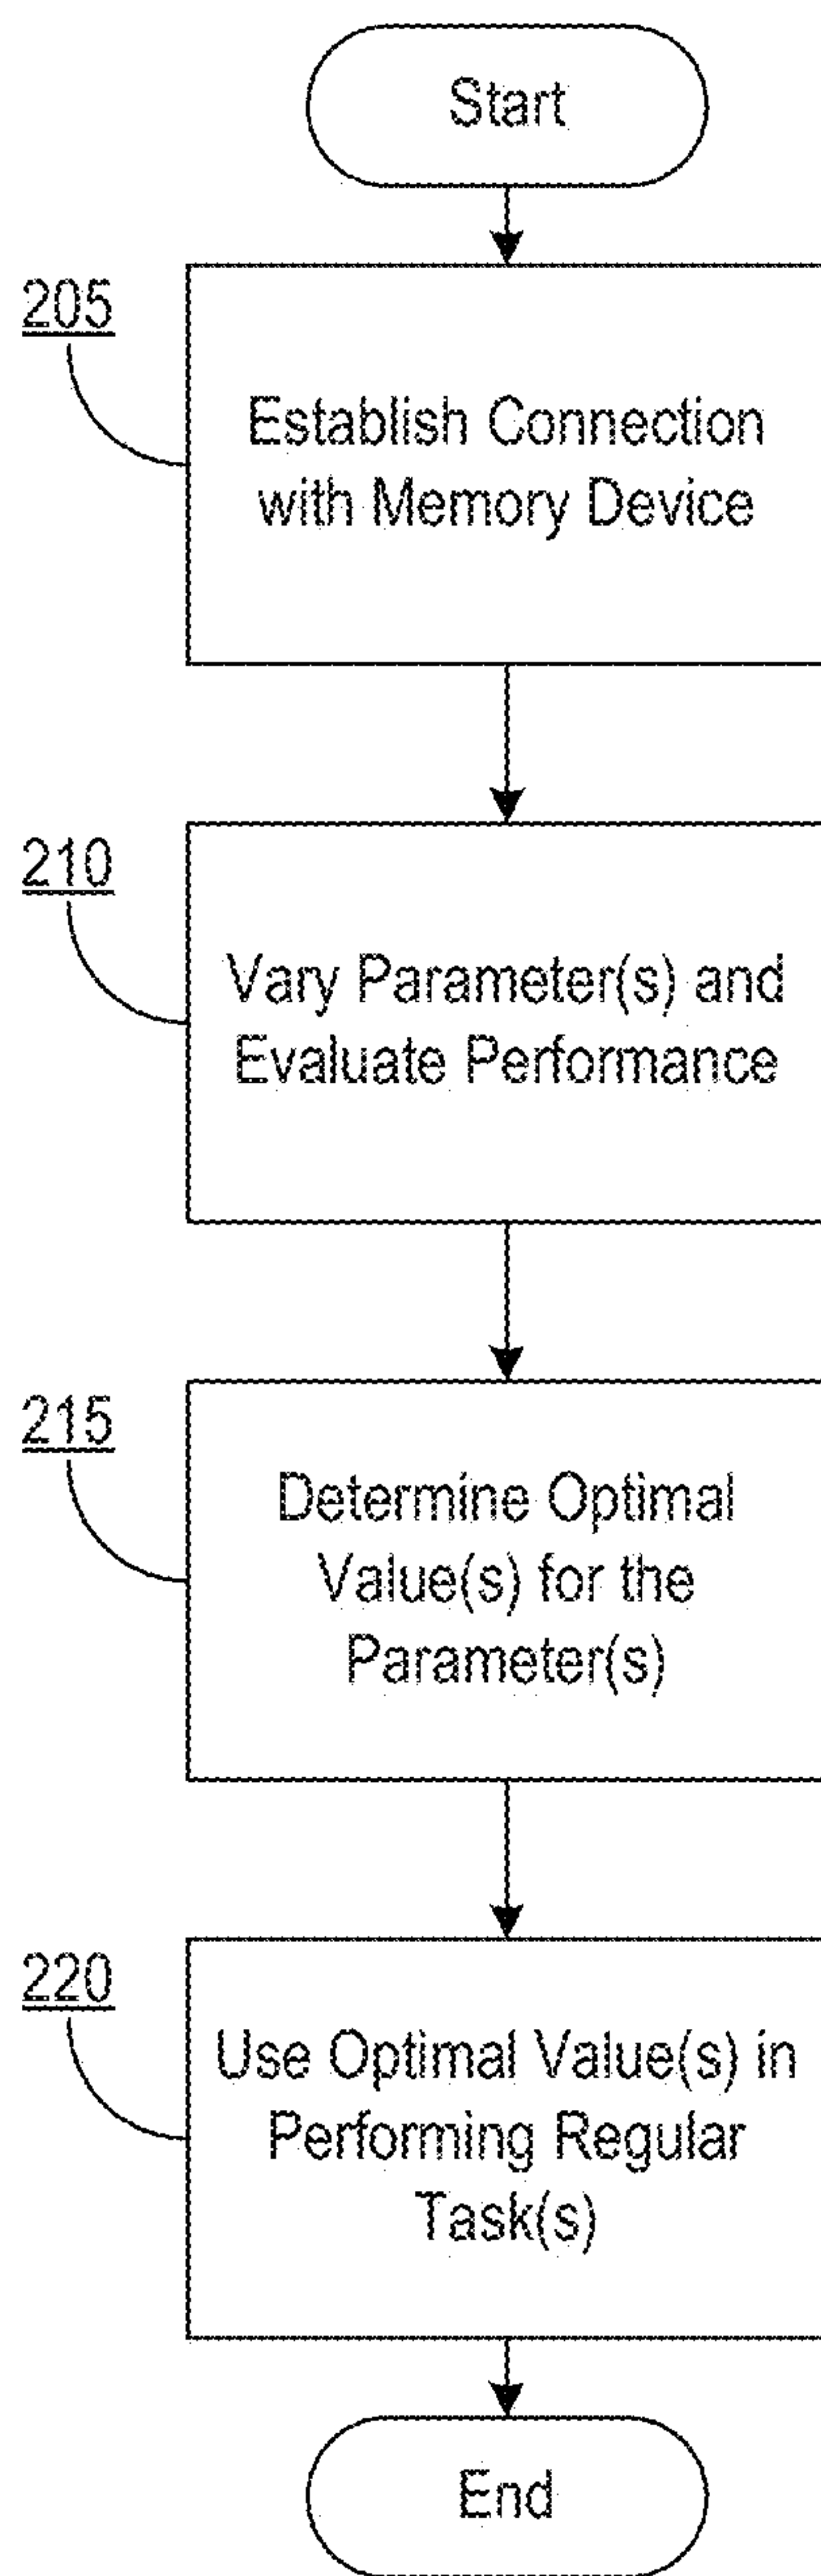 Start
205
Establish Connection
with Memory Device
210
Vary Parameter(s) and
Evaluate Performance
215
Determine Optimal
Value(s) for the
Parameter(s)
220
Use Optimal Value(s) in
Performing Regular
Task(s)
End